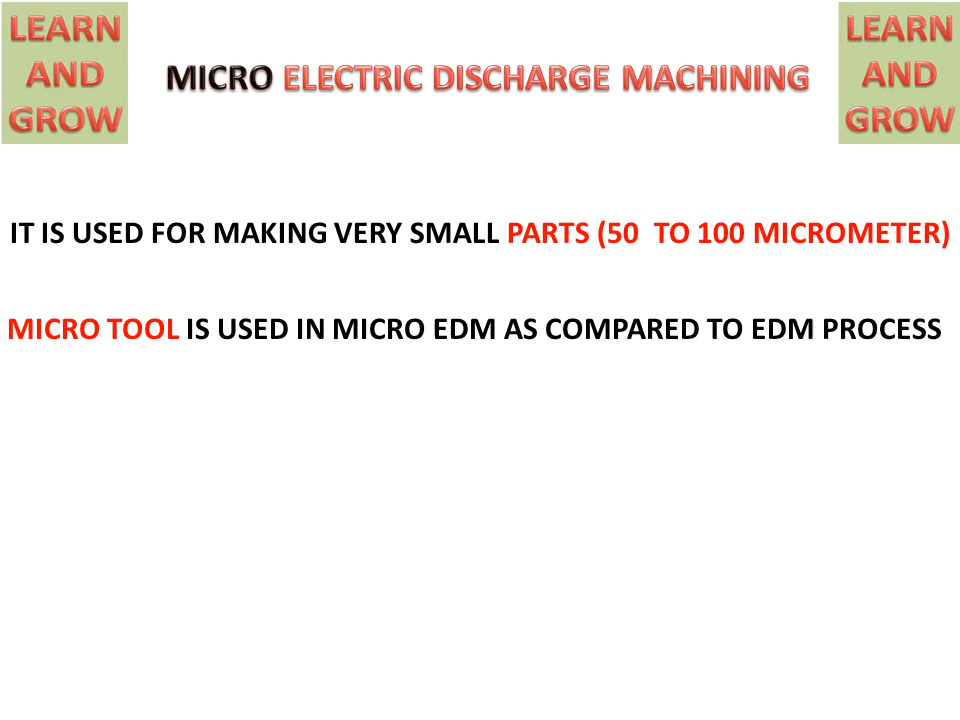 LEARN
AND
GROW
MICRO ELECTRIC DISCHARGE MACHINING
LEARN
AND
GROW
IT IS USED FOR MAKING VERY SMALL PARTS (50  TO 100 MICROMETER)
MICRO TOOL IS USED IN MICRO EDM AS COMPARED TO EDM PROCESS